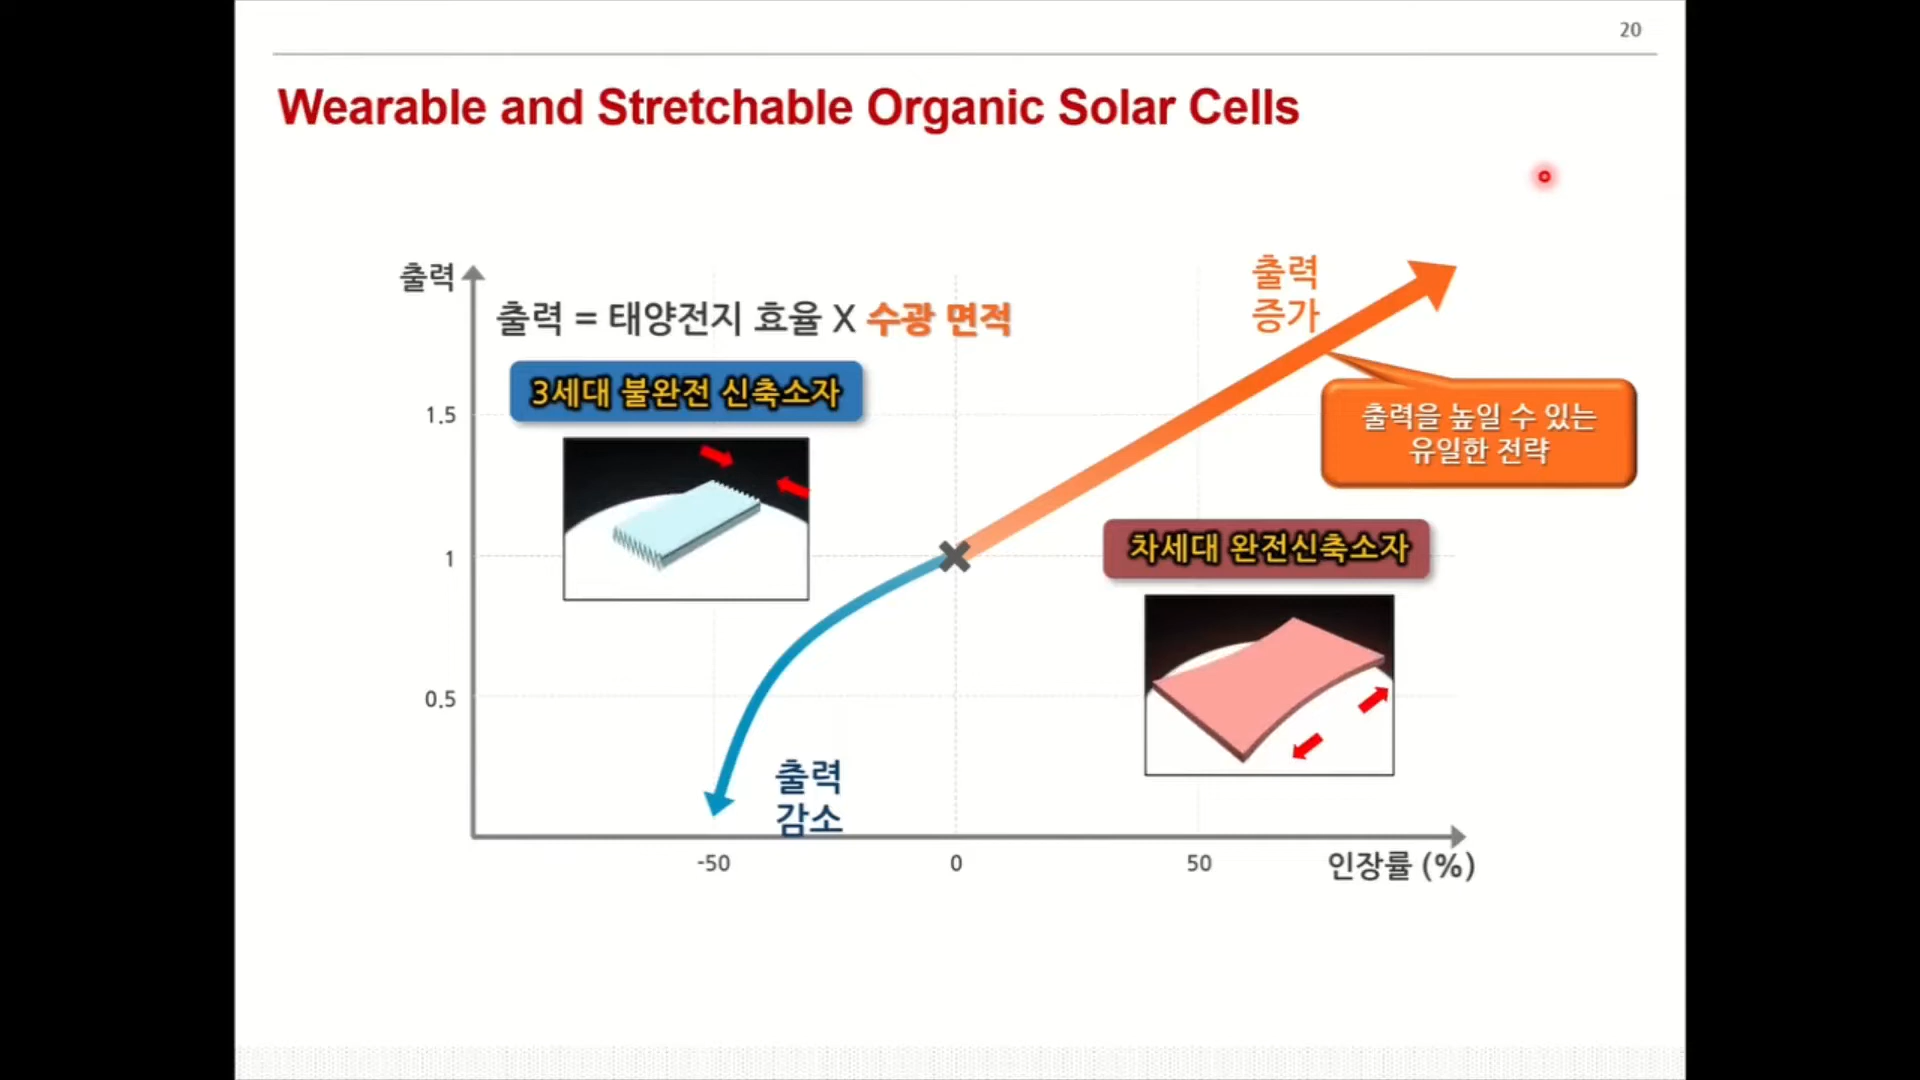 20
Wearable and Stretchable Organic Solar Cells
출력
출력 = 태양전지 효율 X 수광 면적
출력
증가
3세대 불완전 신축소자
출력을 높일 수 있는
유일한 전략
1.5
차세대 완전신축소자
1
0.5
출력
감소
-50
0
50
인장률 (%)